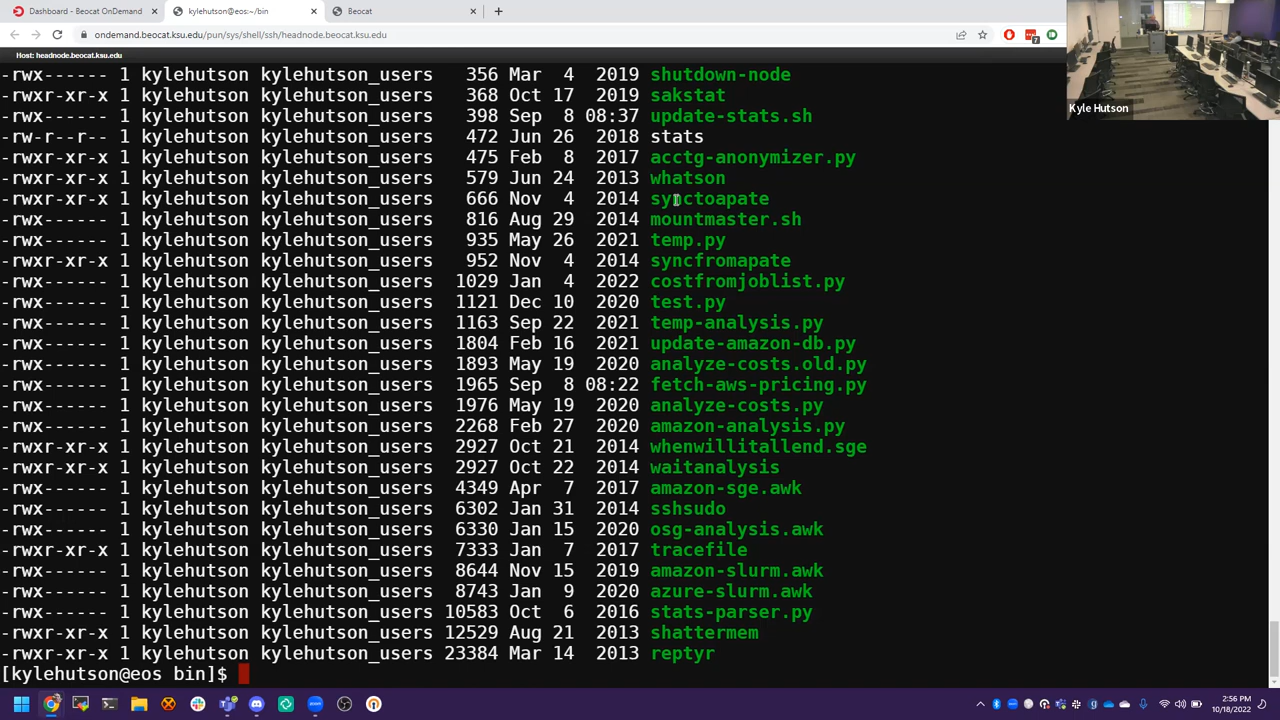 Dashboard - Beocat OnDemand
kylehutson@eos:~/bin
Beocat
ondemand.beocat.ksu.edu/pun/sys/shell/ssh/headnode.beocat.ksu.edu
7
Host: headnode.beocat.ksu.edu
Kyle Hutson
-rwx------ 1 kylehutson kylehutson_users 356 Mar 4 2019 shutdown-node
-rwxr-xr-x 1 kylehutson kylehutson_users 368 Oct 17 2019 sakstat
-rwx------ 1 kylehutson kylehutson_users 398 Sep 8 08:37 update-stats.sh
-rw-r--r-- 1 kylehutson kylehutson_users 472 Jun 26 2018 stats
-rwxr-xr-x 1 kylehutson kylehutson_users 475 Feb 8 2017 acctg-anonymizer.py
-rwxr-xr-x 1 kylehutson kylehutson_users 579 Jun 24 2013 whatson
-rwxr-xr-x 1 kylehutson kylehutson_users 666 Nov 4 2014 synctoapate
-rwx------ 1 kylehutson kylehutson_users 816 Aug 29 2014 mountmaster.sh
-rwx------ 1 kylehutson kylehutson_users 935 May 26 2021 temp.py
-rwxr-xr-x 1 kylehutson kylehutson_users 952 Nov 4 2014 syncfromapate
-rwx------ 1 kylehutson kylehutson_users 1029 Jan 4 2022 costfromjoblist.py
-rwx------ 1 kylehutson kylehutson_users 1121 Dec 10 2020 test.py
-rwx------ 1 kylehutson kylehutson_users 1163 Sep 22 2021 temp-analysis.py
-rwx------ 1 kylehutson kylehutson_users 1804 Feb 16 2021 update-amazon-db.py
-rwx------ 1 kylehutson kylehutson_users 1893 May 19 2020 analyze-costs.old.py
-rwx------ 1 kylehutson kylehutson_users 1965 Sep 8 08:22 fetch-aws-pricing.py
-rwx------ 1 kylehutson kylehutson_users 1976 May 19 2020 analyze-costs.py
-rwx------ 1 kylehutson kylehutson_users 2268 Feb 27 2020 amazon-analysis.py
-rwxr-xr-x 1 kylehutson kylehutson_users 2927 Oct 21 2014 whenwillitallend.sge
-rwxr-xr-x 1 kylehutson kylehutson_users 2927 Oct 22 2014 waitanalysis
-rwx------ 1 kylehutson kylehutson_users 4349 Apr 7 2017 amazon-sge.awk
-rwx------ 1 kylehutson kylehutson_users 6302 Jan 31 2014 sshsudo
-rwx------ 1 kylehutson kylehutson_users 6330 Jan 15 2020 osg-analysis.awk
-rwxr-xr-x 1 kylehutson kylehutson_users 7333 Jan 7 2017 tracefile
-rwx------ 1 kylehutson kylehutson_users 8644 Nov 15 2019 amazon-slurm.awk
-rwx------ 1 kylehutson kylehutson_users 8743 Jan 9 2020 azure-slurm.awk
-rwx------ 1 kylehutson kylehutson_users 10583 Oct 6 2016 stats-parser.py
-rwxr-xr-x 1 kylehutson kylehutson_users 12529 Aug 21 2013 shattermem
-rwxr-xr-x 1 kylehutson kylehutson_users 23384 Mar 14 2013 reptyr
[kylehutson@eos bin]$
2:56 PM
10/18/2022